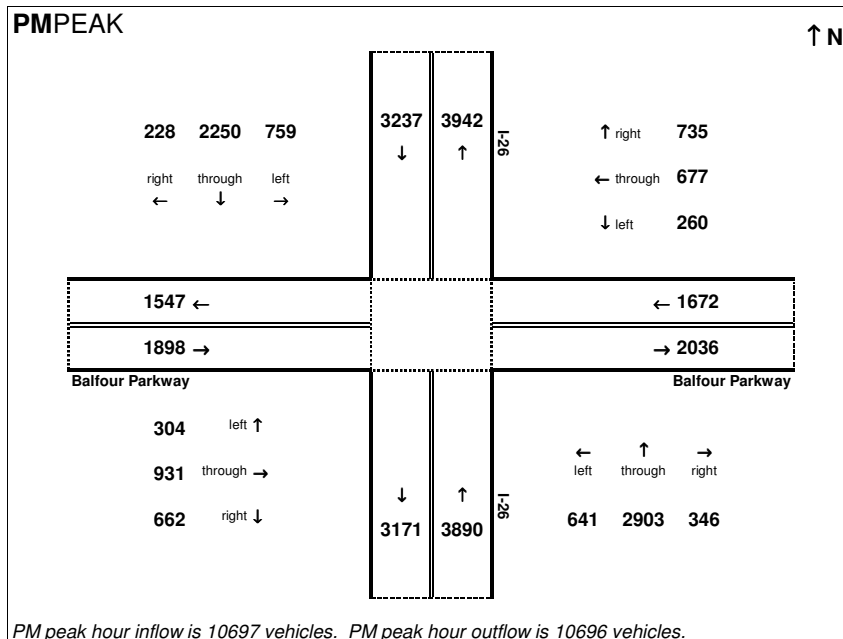 PMPEAK
↑ N
228 2250 759
right through left
← ↓ →
3237 3942
↓ ↑
I-26
↑ right 735
← through 677
↓ left 260
1547 ←
1898 →
← 1672
→ 2036
Balfour Parkway
Balfour Parkway
304 left ↑
931 through →
662 right ↓
↓ ↑
3171 3890
I-26
← ↑ →
left through right
641 2903 346
PM peak hour inflow is 10697 vehicles. PM peak hour outflow is 10696 vehicles.